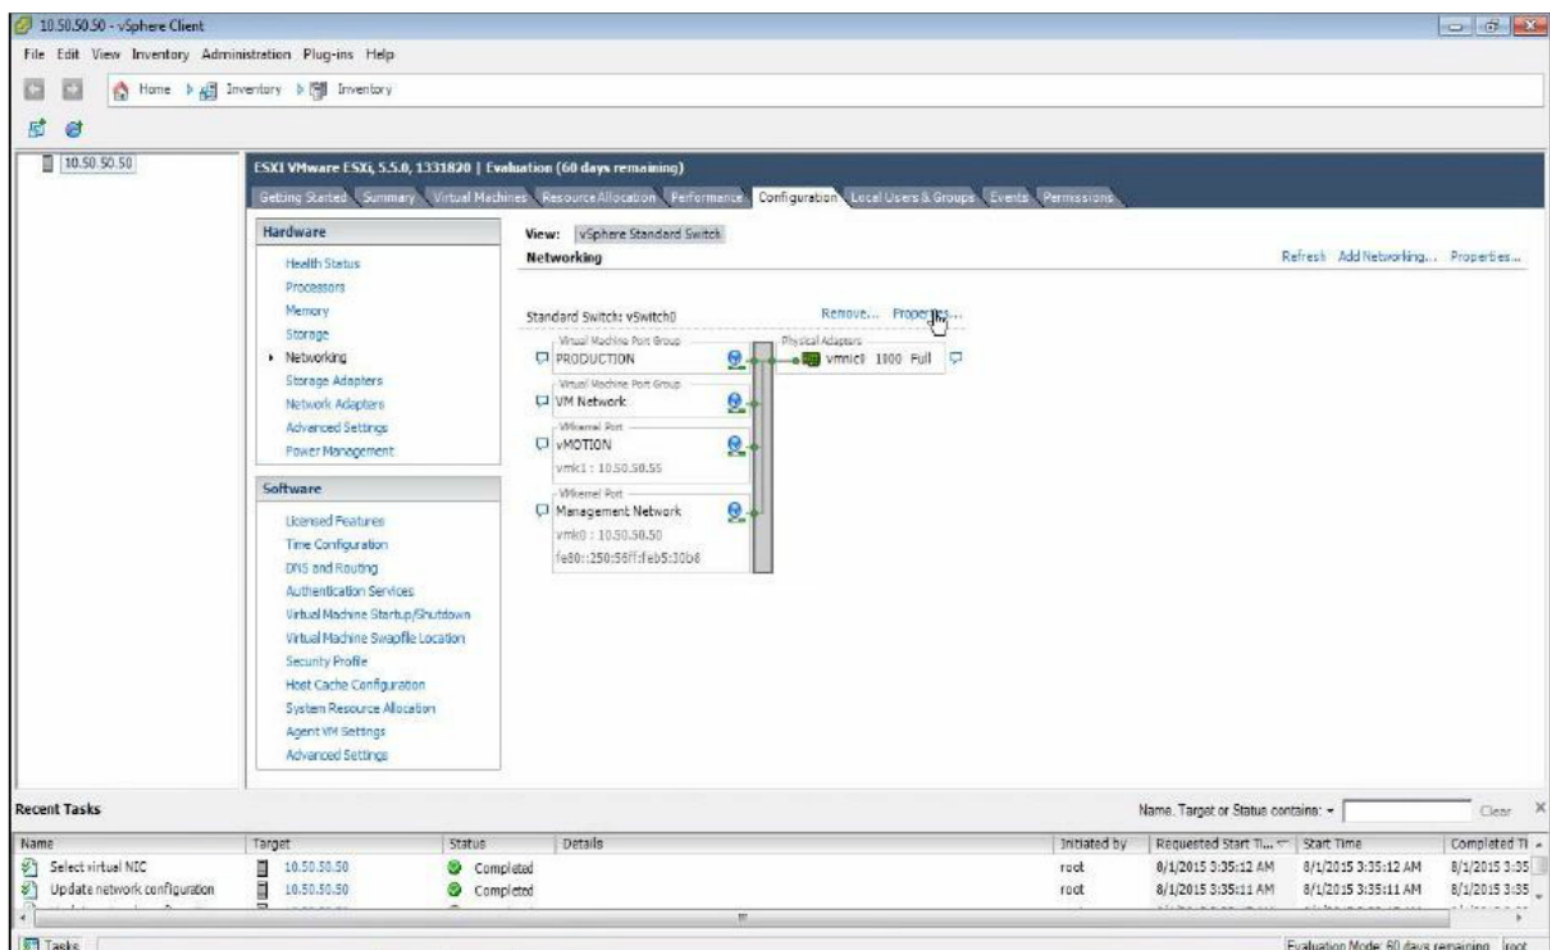 10.50.50.50 - vSphere Client
File Edit View Inventory Administration Plug-ins Help
Home Inventory Inventory
10.50.50.50
ESXI VMware ESXi, 5.5.0, 1331820 | Evaluation (60 days remaining)
Getting Started Summary Virtual Machines Resource Allocation Performance Configuration Local Users & Groups Events Permissions
Hardware
Health Status
Processors
Memory
Storage
Networking
Storage Adapters
Network Adapters
Advanced Settings
Power Management
Software
Licensed Features
Time Configuration
DNS and Routing
Authentication Services
Virtual Machine Startup/Shutdown
Virtual Machine Swapfile Location
Security Profile
Host Cache Configuration
System Resource Allocation
Agent VM Settings
Advanced Settings
View: vSphere Standard Switch
Networking
Refresh Add Networking... Properties...
Standard Switch: vSwitch0 Remove... Properties...
Virtual Machine Port Group
PRODUCTION
Physical Adapters
vmnic0 1000 Full
Virtual Machine Port Group
VM Network
VMkernel Port
vMOTION
vmk1 : 10.50.50.55
VMkernel Port
Management Network
vmk0 : 10.50.50.50
fe80::250:56ff:feb5:30b8
Recent Tasks
Name, Target or Status contains: Clear
Name Target Status Details Initiated by Requested Start Ti... Start Time Completed Ti
Select virtual NIC 10.50.50.50 Completed root 8/1/2015 3:35:12 AM 8/1/2015 3:35:12 AM 8/1/2015 3:35
Update network configuration 10.50.50.50 Completed root 8/1/2015 3:35:11 AM 8/1/2015 3:35:11 AM 8/1/2015 3:35
Tasks
Evaluation Mode: 60 days remaining root